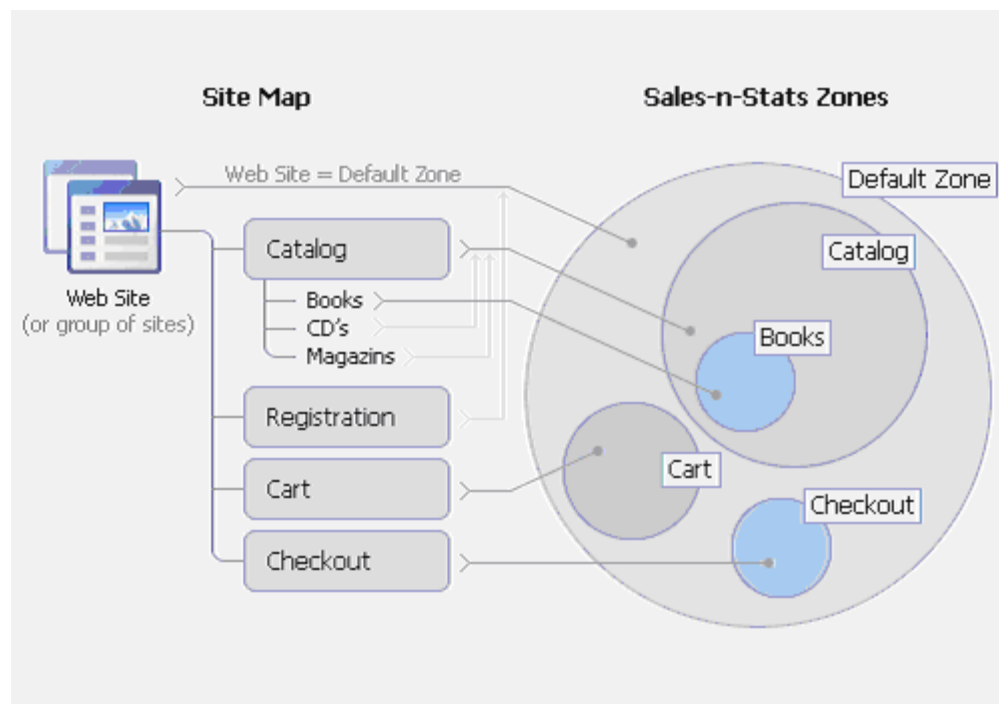 Site Map
Sales-n-Stats Zones
Web Site = Default Zone
Default Zone
Catalog
Catalog
Web Site
(or group of sites)
Books
CD's
Magazins
Books
Registration
Cart
Cart
Checkout
Checkout